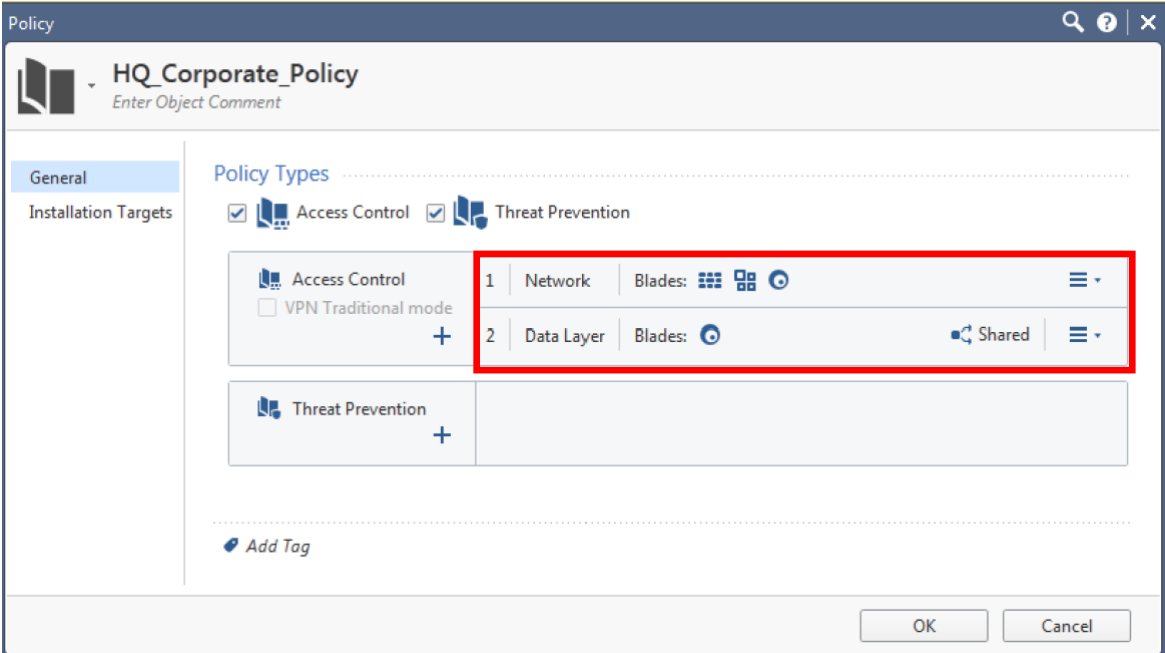 Policy
HQ_Corporate_Policy
Enter Object Comment
General
Installation Targets
Policy Types
Access Control Threat Prevention
Access Control
VPN Traditional mode
1 Network Blades:
2 Data Layer Blades: Shared
Threat Prevention
Add Tag
OK Cancel